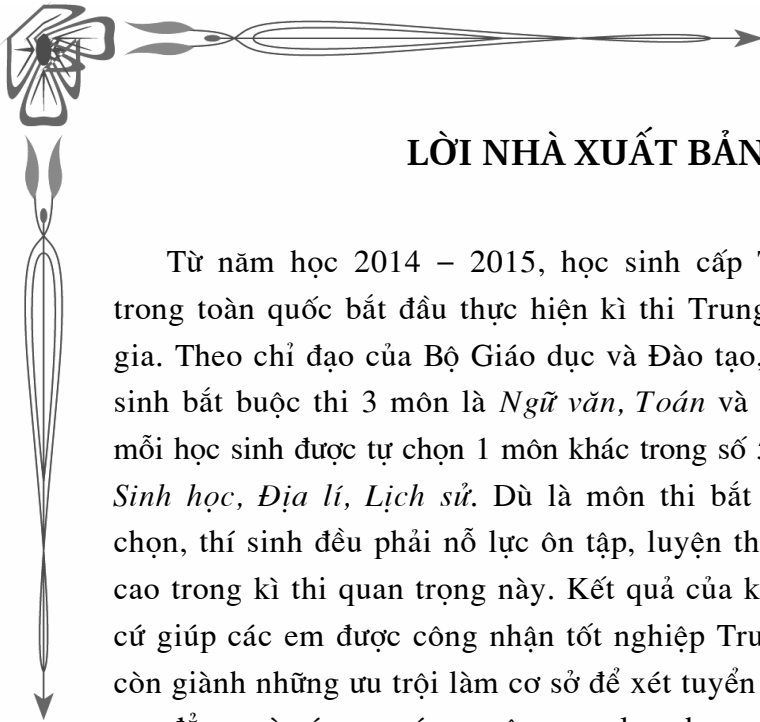 LỜI NHÀ XUẤT BẢN
Từ năm học 2014 – 2015, học sinh cấp
trong toàn quốc bắt đầu thực hiện kì thi Trung
gia. Theo chỉ đạo của Bộ Giáo dục và Đào tạo,
sinh bắt buộc thi 3 môn là Ngữ văn, Toán và
mỗi học sinh được tự chọn 1 môn khác trong số
Sinh học, Địa lí, Lịch sử. Dù là môn thi bắt
chọn, thí sinh đều phải nỗ lực ôn tập, luyện
cao trong kì thi quan trọng này. Kết quả của
cứ giúp các em được công nhận tốt nghiệp
còn giành những ưu trội làm cơ sở để xét tuyển